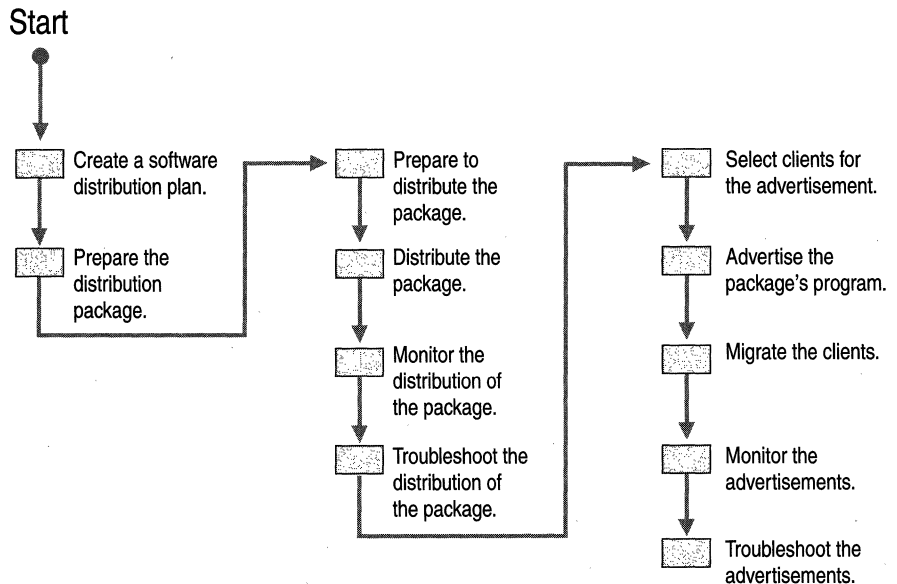 Start
Create a software
distribution plan.
Prepare the
distribution
package.
Prepare to
distribute the
package.
Distribute the
package.
Monitor the
distribution of
the package.
Troubleshoot the
distribution of
the package.
Select clients for
the advertisement.
Advertise the
package's program.
Migrate the clients.
Monitor the
advertisements.
Troubleshoot the
advertisements.